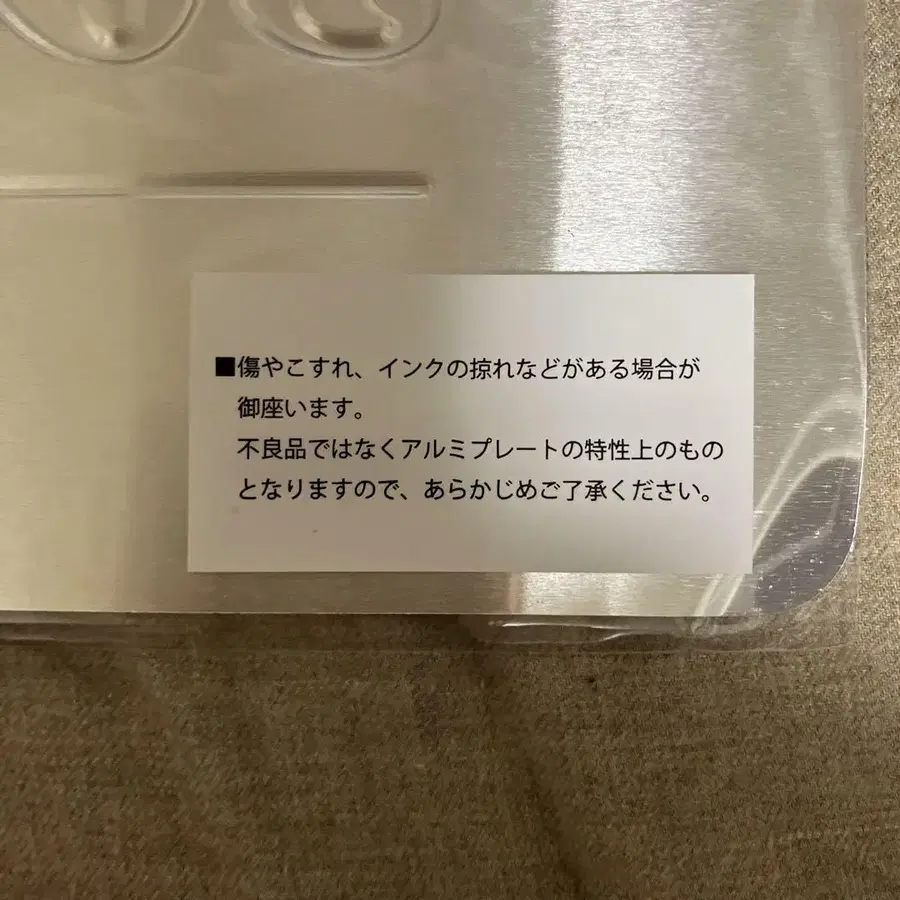 ■傷やこすれ、インクの掠れなどがある場合が
御座います。
不良品ではなくアルミプレートの特性上のもの
となりますので、あらかじめご了承ください。